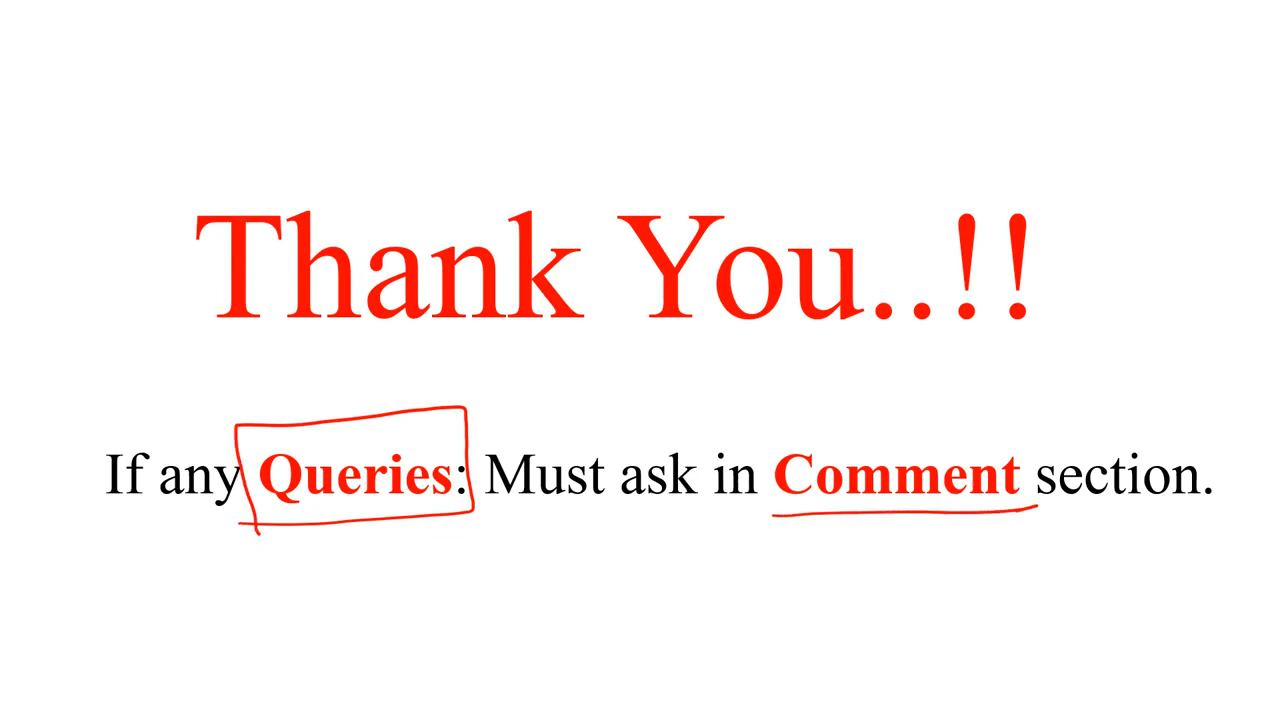 Thank You..!!
If any Queries: Must ask in Comment section.